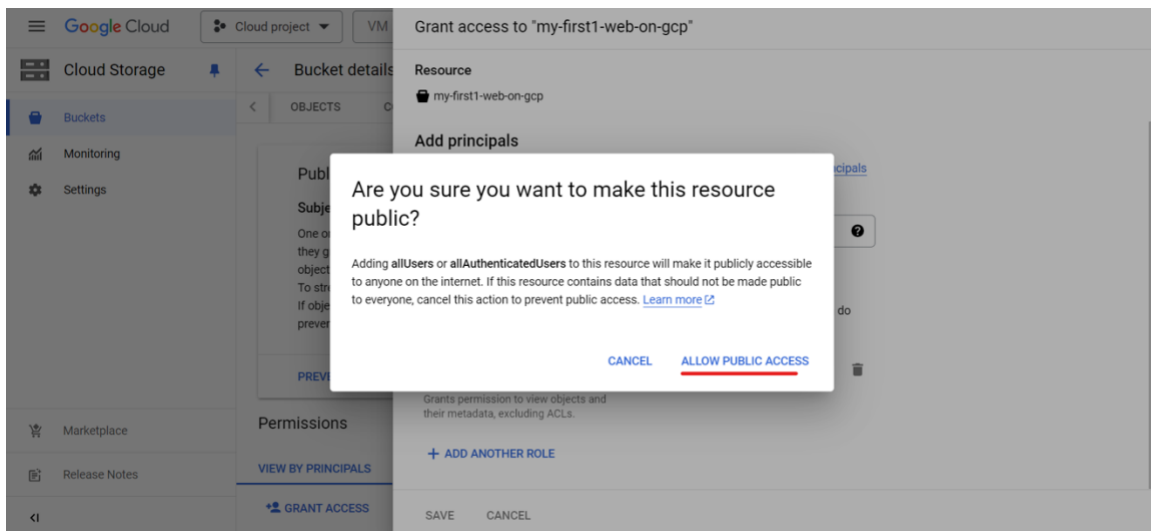 Google Cloud
Cloud project
VM
Grant access to "my-first1-web-on-gcp"
Cloud Storage
Bucket details
Resource
my-first1-web-on-gcp
OBJECTS
Buckets
Monitoring
Settings
Add principals
Are you sure you want to make this resource
public?
Adding allUsers or allAuthenticatedUsers to this resource will make it publicly accessible
to anyone on the internet. If this resource contains data that should not be made public
to everyone, cancel this action to prevent public access. Learn more
CANCEL
ALLOW PUBLIC ACCESS
Publ
Subje
One o
they g
object
To stre
If obje
prever
PREVE
cipals
do
Grants permission to view objects and
their metadata, excluding ACLs.
+ ADD ANOTHER ROLE
Permissions
VIEW BY PRINCIPALS
GRANT ACCESS
Marketplace
Release Notes
SAVE
CANCEL